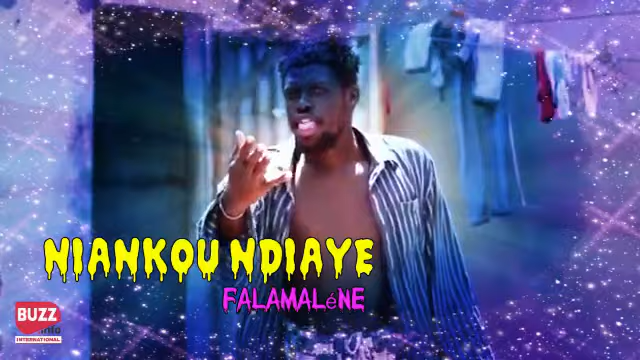 NIANKOU NDIAYE
FALAMALéNE
BUZZ
info
INTERNATIONAL